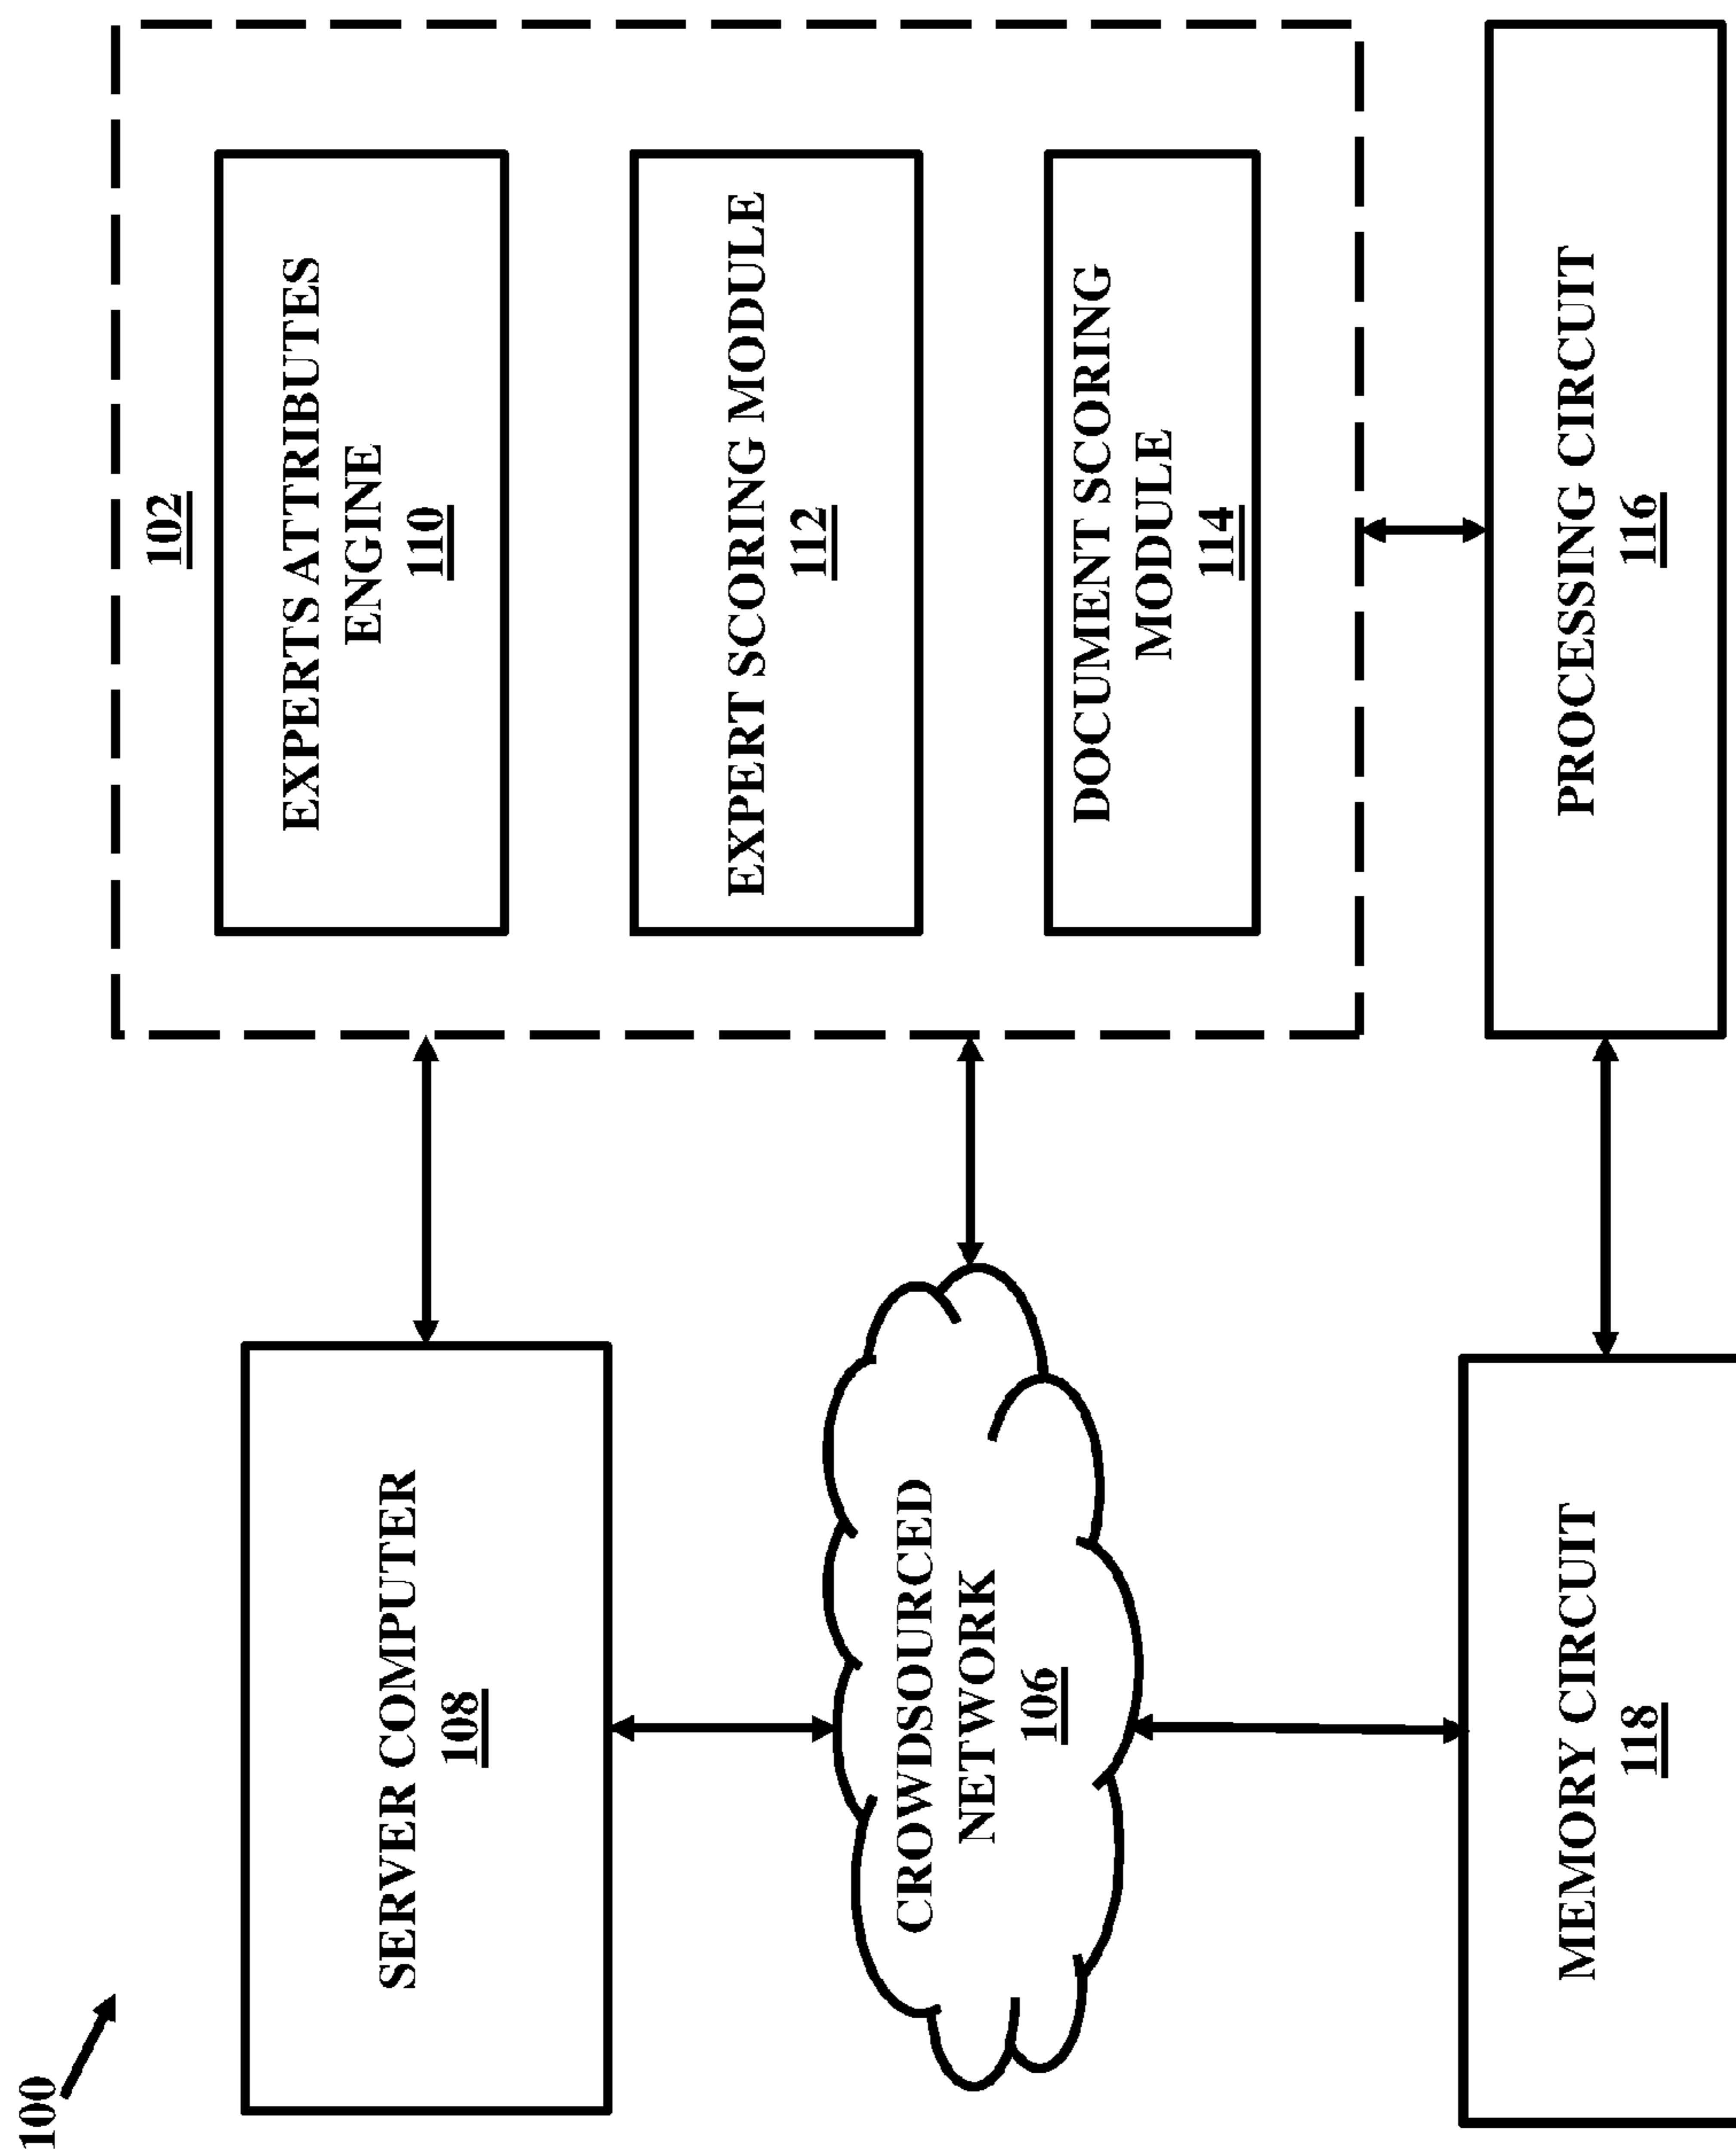 100
SERVER COMPUTER
108
CROWDSOURCED
NETWORK
106
MEMORY CIRCUIT
118
102
EXPERTS ATTRIBUTES
ENGINE
110
EXPERT SCORING MODULE
112
DOCUMENT SCORING
MODULE
114
PROCESSING CIRCUIT
116